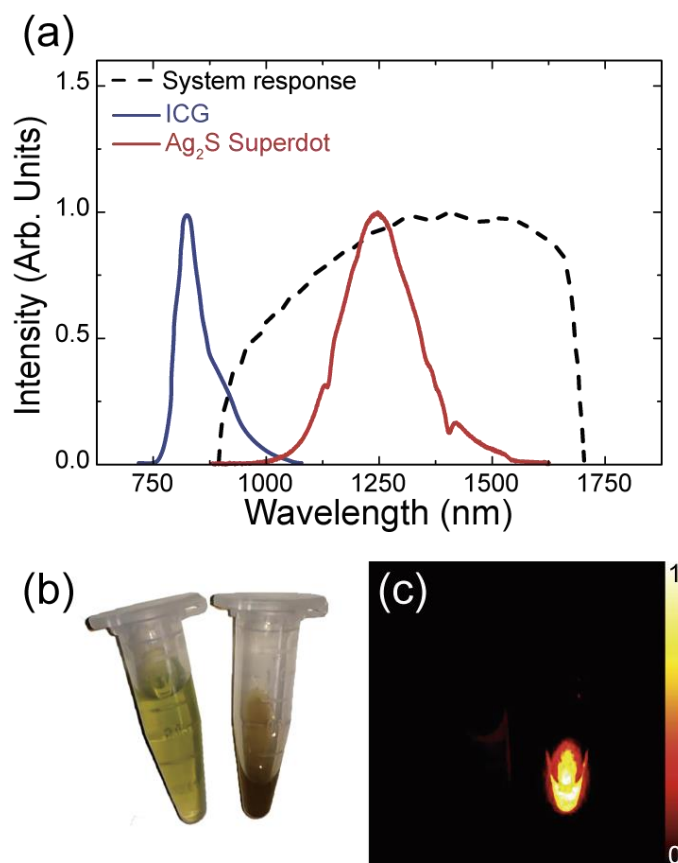 (a)
1.5
System response
ICG
Ag₂S Superdot
1.0
0.5
0.0
Intensity (Arb. Units)
750 1000 1250 1500 1750
Wavelength (nm)
(b)
(c)
1
0